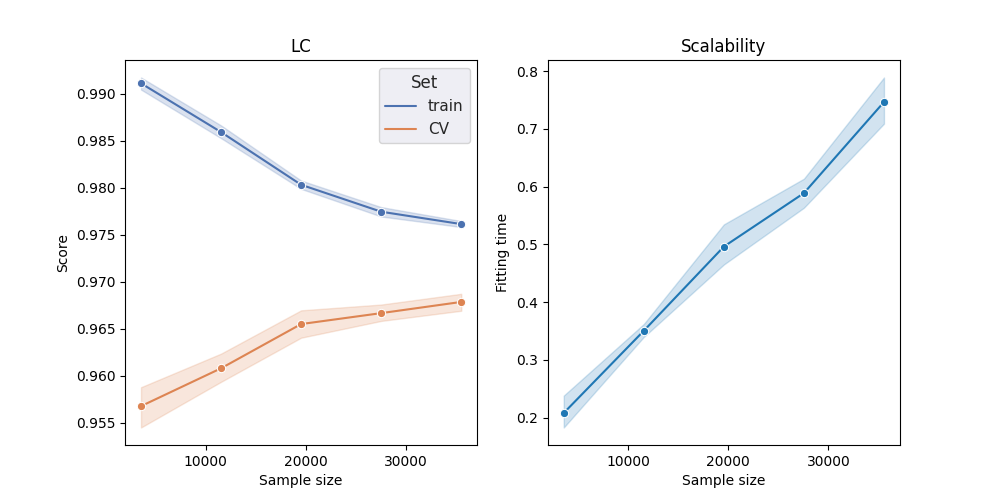 LC
Score
0.990
0.985
0.980
0.975
0.970
0.965
0.960
0.955
Set
train
CV
10000 20000 30000
Sample size
Scalability
Fitting time
0.8
0.7
0.6
0.5
0.4
0.3
0.2
10000 20000 30000
Sample size